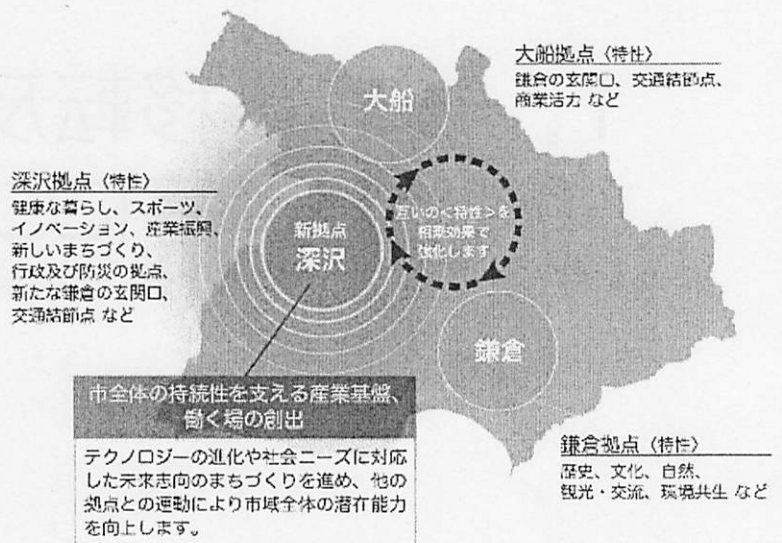 大船拠点〈特性〉
鎌倉の玄関口、交通結節点、
商業活力 など
大船
深沢拠点〈特性〉
健康な暮らし、スポーツ、
イノベーション、産業振興、
新しいまちづくり、
行政及び防災の拠点、
新たな鎌倉の玄関口、
交通結節点 など
新拠点
深沢
互いの<特性>を
相乗効果で
強化します
鎌倉
市全体の持続性を支える産業基盤、
働く場の創出
テクノロジーの進化や社会ニーズに対応
した未来志向のまちづくりを進め、他の
拠点との連動により市域全体の潜在能力
を向上します。
鎌倉拠点〈特性〉
歴史、文化、自然、
観光・交流、環境共生 など